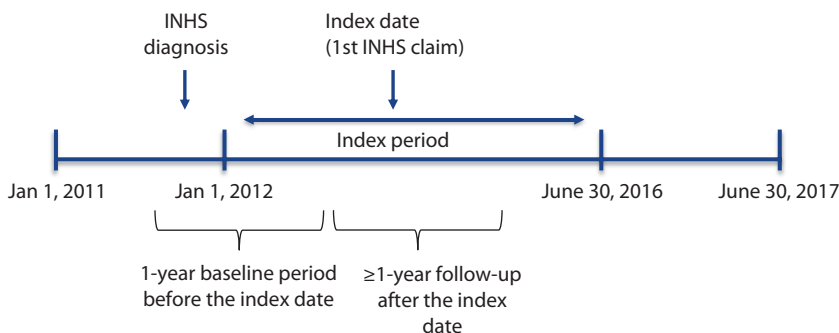 INHS
diagnosis
Index date
(1st INHS claim)
Index period
Jan 1, 2011
Jan 1, 2012
June 30, 2016
June 30, 2017
1-year baseline period
before the index date
≥1-year follow-up
after the index
date